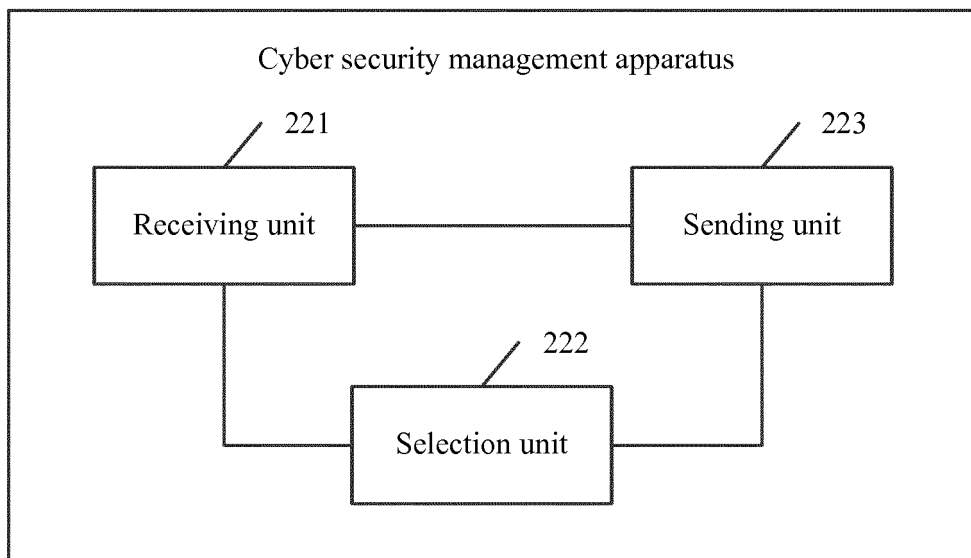 Cyber security management apparatus
221
223
Receiving unit
Sending unit
222
Selection unit